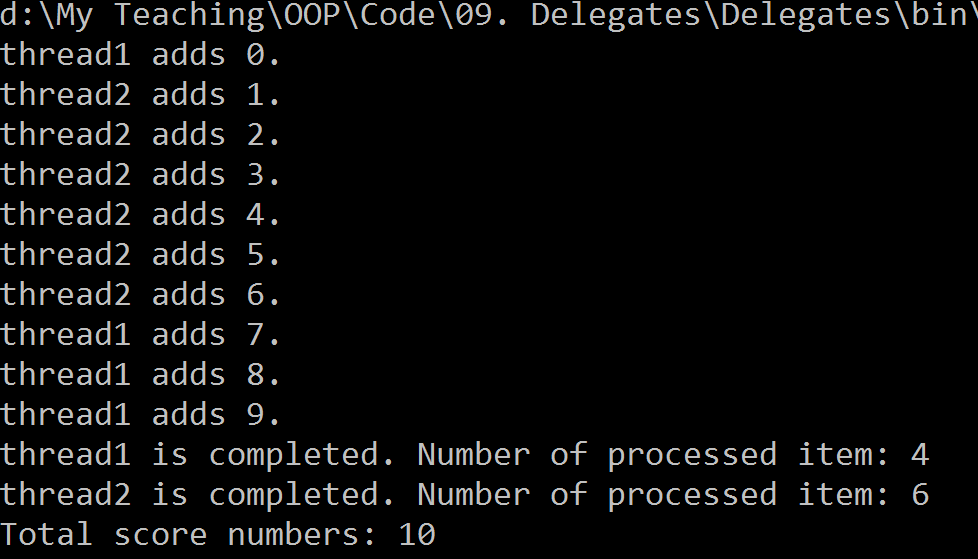 d:\My Teaching\OOP\Code\09. Delegates\Delegates\bin\
thread1 adds 0.
thread2 adds 1.
thread2 adds 2.
thread2 adds 3.
thread2 adds 4.
thread2 adds 5.
thread2 adds 6.
thread1 adds 7.
thread1 adds 8.
thread1 adds 9.
thread1 is completed. Number of processed item: 4
thread2 is completed. Number of processed item: 6
Total score numbers: 10